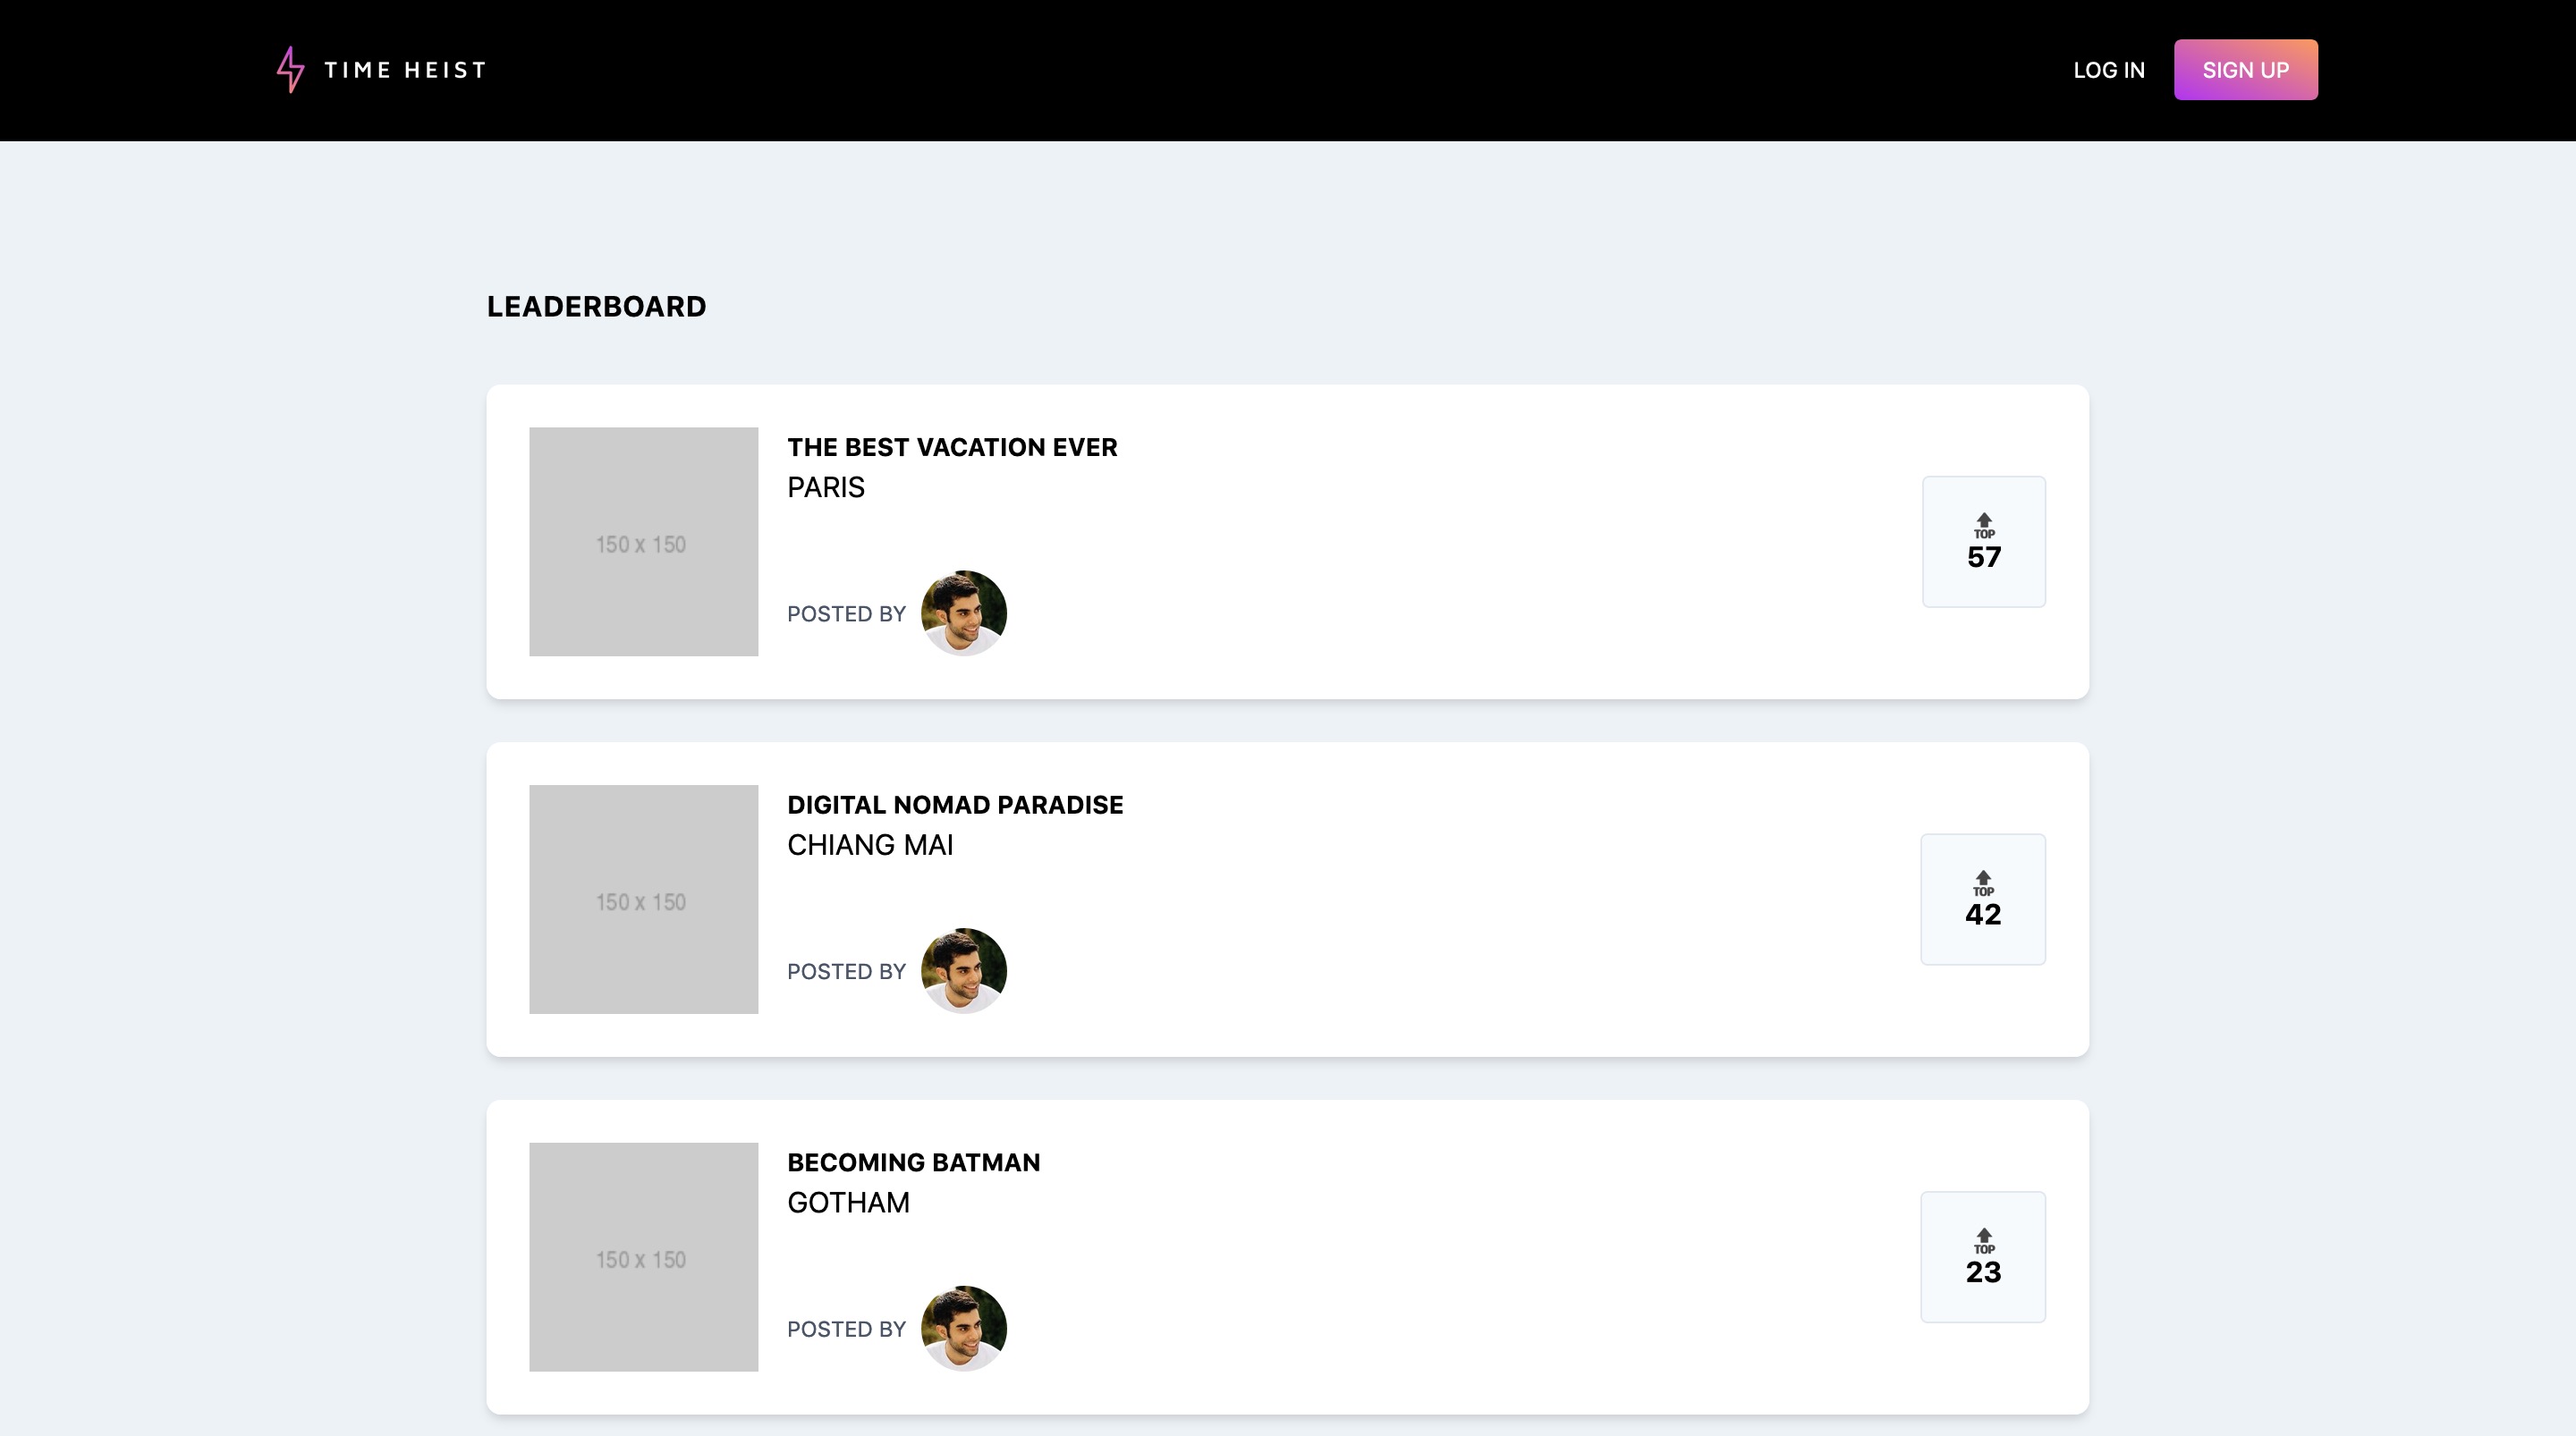 TIME HEIST
LOG IN
SIGN UP
LEADERBOARD
150 x 150
THE BEST VACATION EVER
PARIS
POSTED BY
TOP
57
150 x 150
DIGITAL NOMAD PARADISE
CHIANG MAI
POSTED BY
TOP
42
150 x 150
BECOMING BATMAN
GOTHAM
POSTED BY
TOP
23